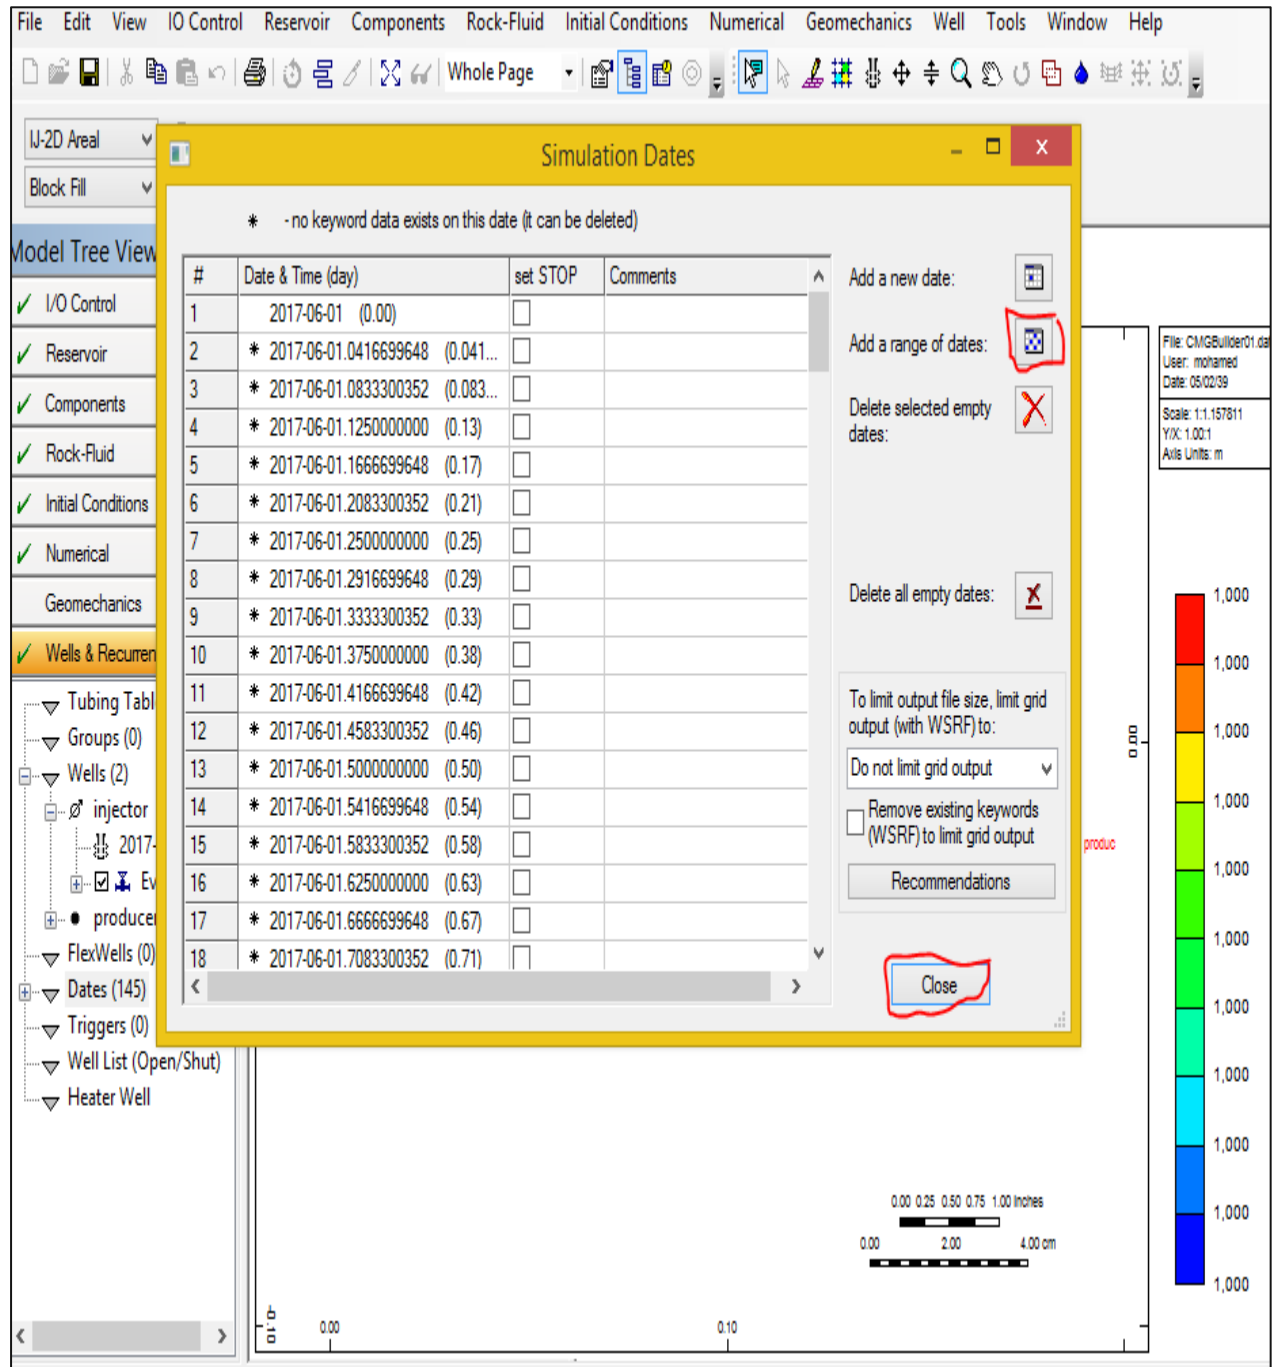 File Edit View IO Control Reservoir Components Rock-Fluid Initial Conditions Numerical Geomechanics Well Tools Window Help
Whole Page
IJ-2D Areal
Block Fill
Simulation Dates
* - no keyword data exists on this date (it can be deleted)
# Date & Time (day) set STOP Comments
1 2017-06-01 (0.00)
2 * 2017-06-01.0416699648 (0.041...
3 * 2017-06-01.0833300352 (0.083...
4 * 2017-06-01.1250000000 (0.13)
5 * 2017-06-01.1666699648 (0.17)
6 * 2017-06-01.2083300352 (0.21)
7 * 2017-06-01.2500000000 (0.25)
8 * 2017-06-01.2916699648 (0.29)
9 * 2017-06-01.3333300352 (0.33)
10 * 2017-06-01.3750000000 (0.38)
11 * 2017-06-01.4166699648 (0.42)
12 * 2017-06-01.4583300352 (0.46)
13 * 2017-06-01.5000000000 (0.50)
14 * 2017-06-01.5416699648 (0.54)
15 * 2017-06-01.5833300352 (0.58)
16 * 2017-06-01.6250000000 (0.63)
17 * 2017-06-01.6666699648 (0.67)
18 * 2017-06-01.7083300352 (0.71)
Add a new date:
Add a range of dates:
Delete selected empty
dates:
Delete all empty dates:
To limit output file size, limit grid
output (with WSRF) to:
Do not limit grid output
Remove existing keywords
(WSRF) to limit grid output
Recommendations
Close
Model Tree View
I/O Control
Reservoir
Components
Rock-Fluid
Initial Conditions
Numerical
Geomechanics
Wells & Recurren
Tubing Tabl
Groups (0)
Wells (2)
injector
2017-
Ev
producer
FlexWells (0)
Dates (145)
Triggers (0)
Well List (Open/Shut)
Heater Well
File: CMGBuilder01.da
User: mohamed
Date: 05/02/39
Scale: 1:1.157811
Y/X: 1.00:1
Axis Units: m
0.00
produc
1,000
1,000
1,000
1,000
1,000
1,000
1,000
1,000
1,000
1,000
1,000
0.00 0.25 0.50 0.75 1.00 inches
0.00 2.00 4.00 cm
-0.10
0.00 0.10